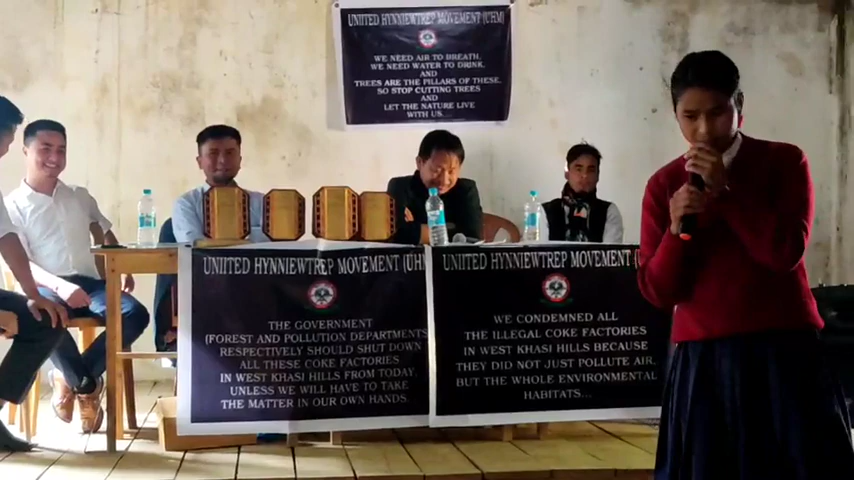 UNITED HYNNIEWTREP MOVEMENT (UHM)
WE NEED AIR TO BREATH.
WE NEED WATER TO DRINK.
AND
TREES ARE THE PILLARS OF THESE.
SO STOP CUTTING TREES
AND
LET THE NATURE LIVE
WITH US...
UNITED HYNNIEWTREP MOVEMENT (UH
THE GOVERNMENT
(FOREST AND POLLUTION DEPARTMENTS
RESPECTIVELY SHOULD SHUT DOWN
ALL THESE COKE FACTORIES
IN WEST KHASI HILLS FROM TODAY,
UNLESS WE WILL HAVE TO TAKE
THE MATTER IN OUR OWN HANDS.
UNITED HYNNIEWTREP MOVEMENT (U
WE CONDEMNED ALL
THE ILLEGAL COKE FACTORIES
IN WEST KHASI HILLS BECAUSE
THEY DID NOT JUST POLLUTE AIR,
BUT THE WHOLE ENVIRONMENTAL
HABITATS...